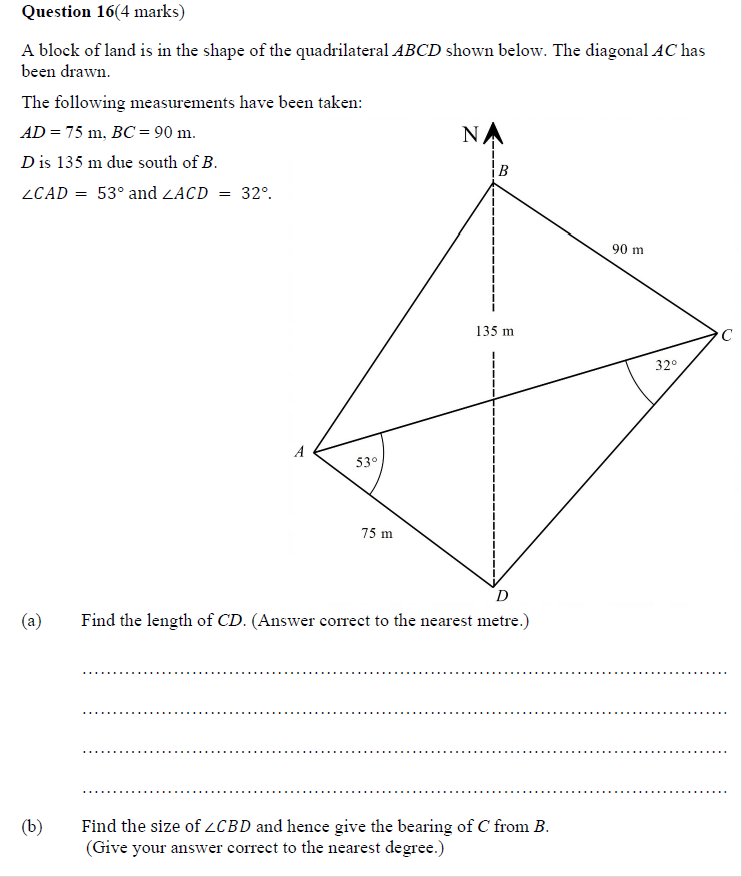 Question 16(4 marks)
A block of land is in the shape of the quadrilateral ABCD shown below. The diagonal AC has
been drawn.
The following measurements have been taken:
AD = 75 m, BC = 90 m.
D is 135 m due south of B.
∠CAD = 53° and ∠ACD = 32°.
N
B
90 m
135 m
C
32°
A
53°
75 m
D
(a) Find the length of CD. (Answer correct to the nearest metre.)
(b) Find the size of ∠CBD and hence give the bearing of C from B.
(Give your answer correct to the nearest degree.)